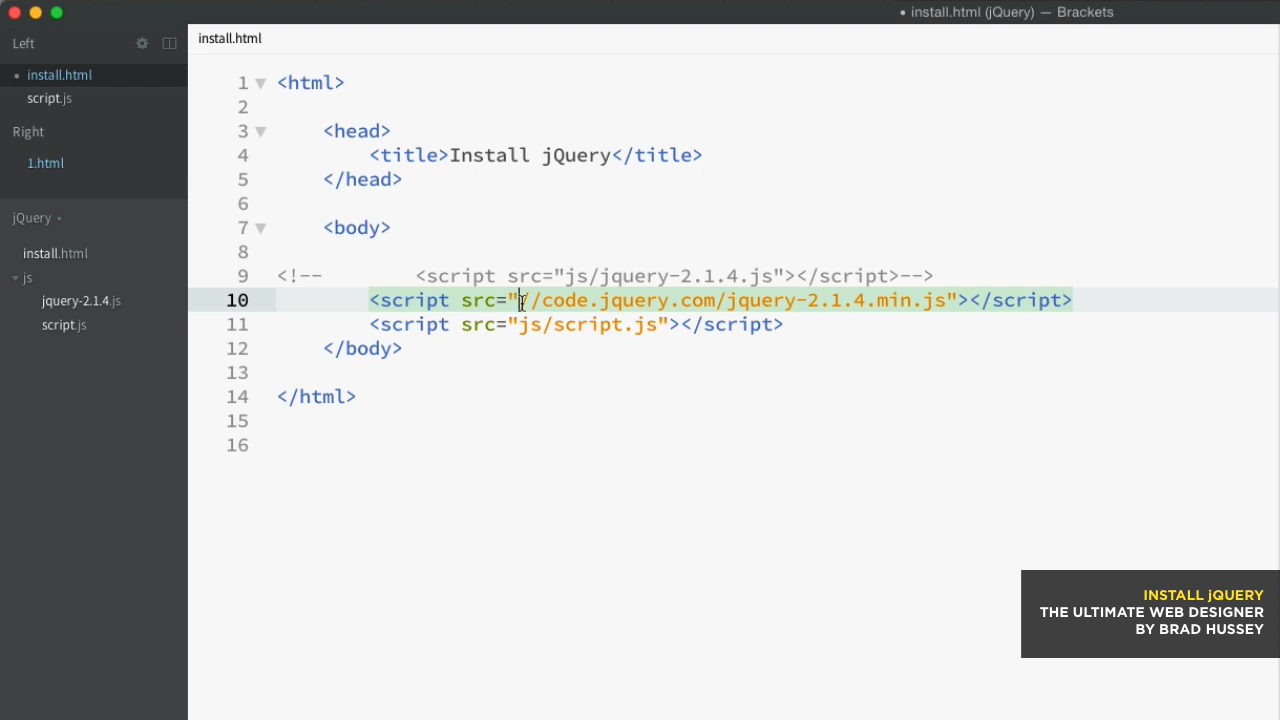 install.html (jQuery) — Brackets
Left
install.html
script.js
Right
1.html
jQuery
install.html
js
jquery-2.1.4.js
script.js
install.html
1 <html>
2
3 <head>
4 <title>Install jQuery</title>
5 </head>
6
7 <body>
8
9 <!-- <script src="js/jquery-2.1.4.js"></script>-->
10 <script src="//code.jquery.com/jquery-2.1.4.min.js"></script>
11 <script src="js/script.js"></script>
12 </body>
13
14 </html>
15
16
INSTALL jQUERY
THE ULTIMATE WEB DESIGNER
BY BRAD HUSSEY